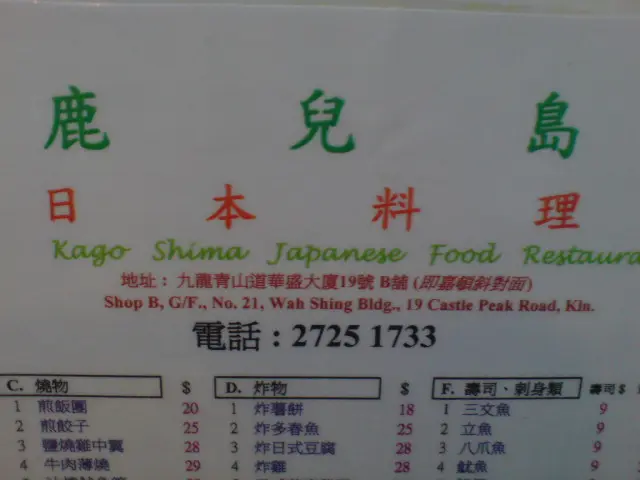 鹿兒島
日本料理
Kago Shima Japanese Food Restaura
地址： 九龍青山道華盛大廈19號 B舖 (即嘉頓斜對面)
Shop B, G/F., No. 21, Wah Shing Bldg., 19 Castle Peak Road, Kln.
電話 : 2725 1733
C. 燒物 $ D. 炸物 $ F. 壽司、刺身類 壽司$
1 煎飯團 20 1 炸薯餅 18 1 三文魚 9
2 煎餃子 25 2 炸多春魚 25 2 立魚 9
3 鹽燒雞中翼 28 3 炸日式豆腐 28 3 八爪魚 9
4 牛肉薄燒 29 4 炸雞 28 4 魷魚 9